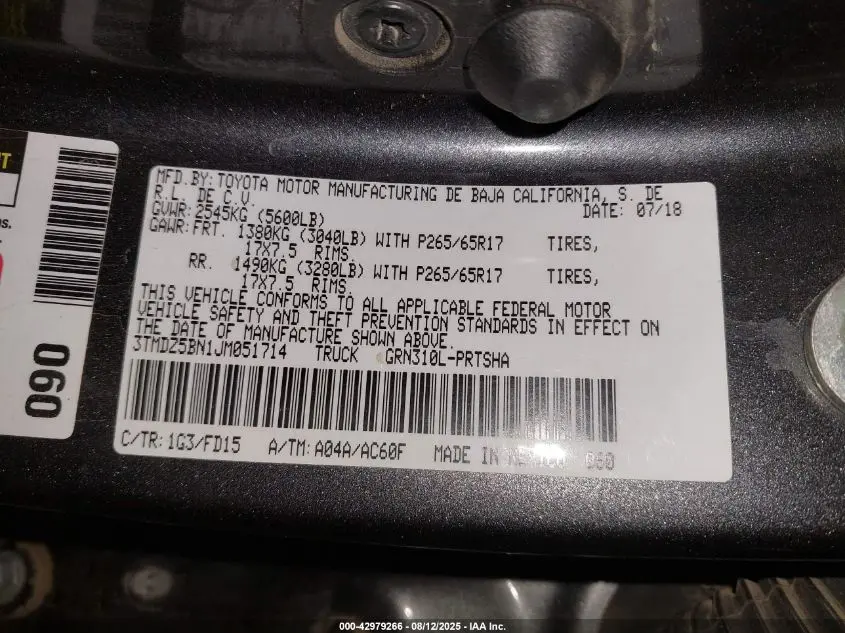 MFD.BY:TOYOTA MOTOR MANUFACTURING DE BAJA CALIFORNIA, S. DE
R.L. DE C.V.
DATE: 07/18
GVWR:2545KG (5600LB)
GAWR:FRT. 1380KG (3040LB) WITH P265/65R17 TIRES,
17X7.5 RIMS.
RR. 1490KG (3280LB) WITH P265/65R17 TIRES,
17X7.5 RIMS.
THIS VEHICLE CONFORMS TO ALL APPLICABLE FEDERAL MOTOR
VEHICLE SAFETY AND THEFT PREVENTION STANDARDS IN EFFECT ON
THE DATE OF MANUFACTURE SHOWN ABOVE.
3TMDZ5BN1JM051714 TRUCK GRN310L-PRTSHA
C/TR:1G3/FD15 A/TM:A04A/AC60F MADE IN MEXICO 060
090
000-42979266 - 08/12/2025 - IAA Inc.